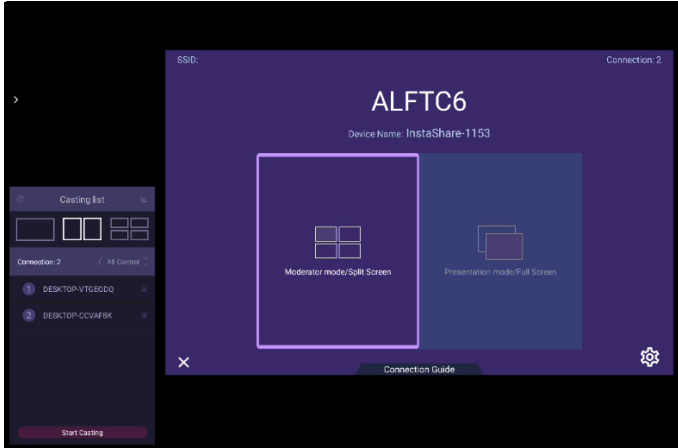 SSID:
Connection: 2
ALFTC6
Device Name: InstaShare-1153
Moderator mode/Split Screen
Presentation mode/Full Screen
Connection Guide
Casting list
Connection: 2
All Control
1 DESKTOP-VTGEODQ
2 DESKTOP-CCVAF8K
Start Casting